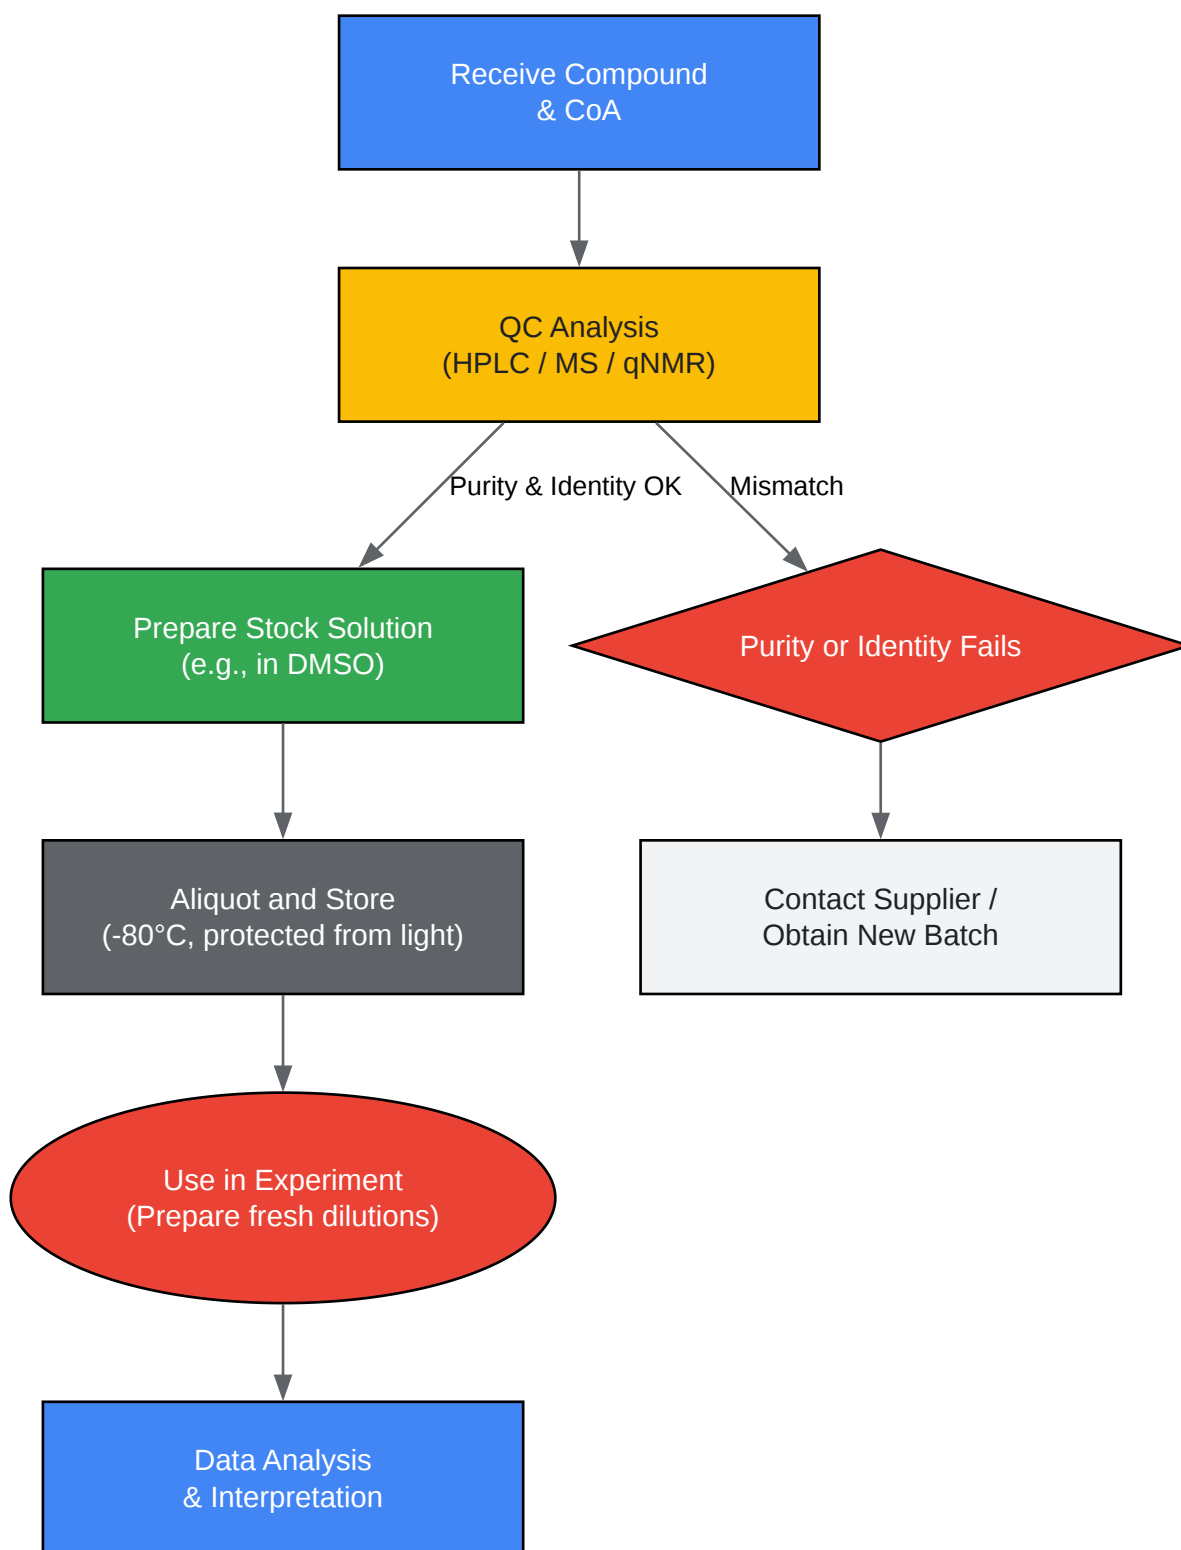 Receive Compound
& CoA
QC Analysis
(HPLC / MS / qNMR)
Purity & Identity OK
Mismatch
Prepare Stock Solution
(e.g., in DMSO)
Purity or Identity Fails
Aliquot and Store
(-80°C, protected from light)
Contact Supplier /
Obtain New Batch
Use in Experiment
(Prepare fresh dilutions)
Data Analysis
& Interpretation